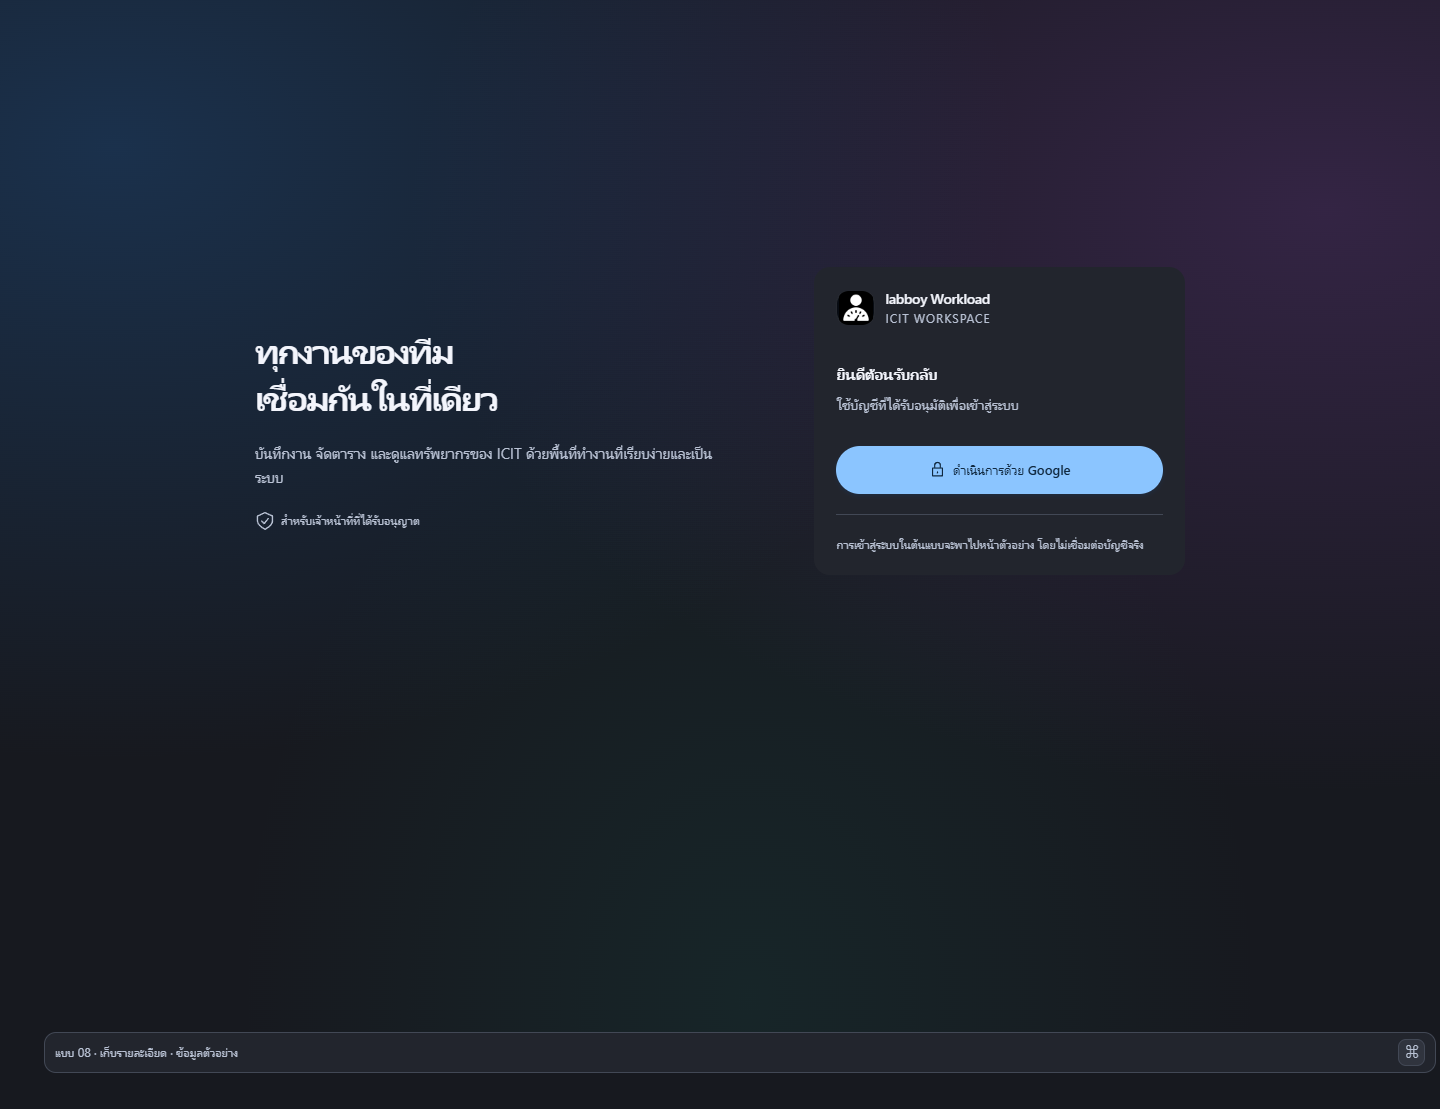 ทุกงานของทีม
เชื่อมกันในที่เดียว
บันทึกงาน จัดตาราง และดูแลทรัพยากรของ ICIT ด้วยพื้นที่ทำงานที่เรียบง่ายและเป็น
ระบบ
สำหรับเจ้าหน้าที่ที่ได้รับอนุญาต
labboy Workload
ICIT WORKSPACE
ยินดีต้อนรับกลับ
ใช้บัญชีที่ได้รับอนุมัติเพื่อเข้าสู่ระบบ
ดำเนินการด้วย Google
การเข้าสู่ระบบในต้นแบบจะพาไปหน้าตัวอย่าง โดยไม่เชื่อมต่อบัญชีจริง
แบบ 08 · เก็บรายละเอียด · ข้อมูลตัวอย่าง